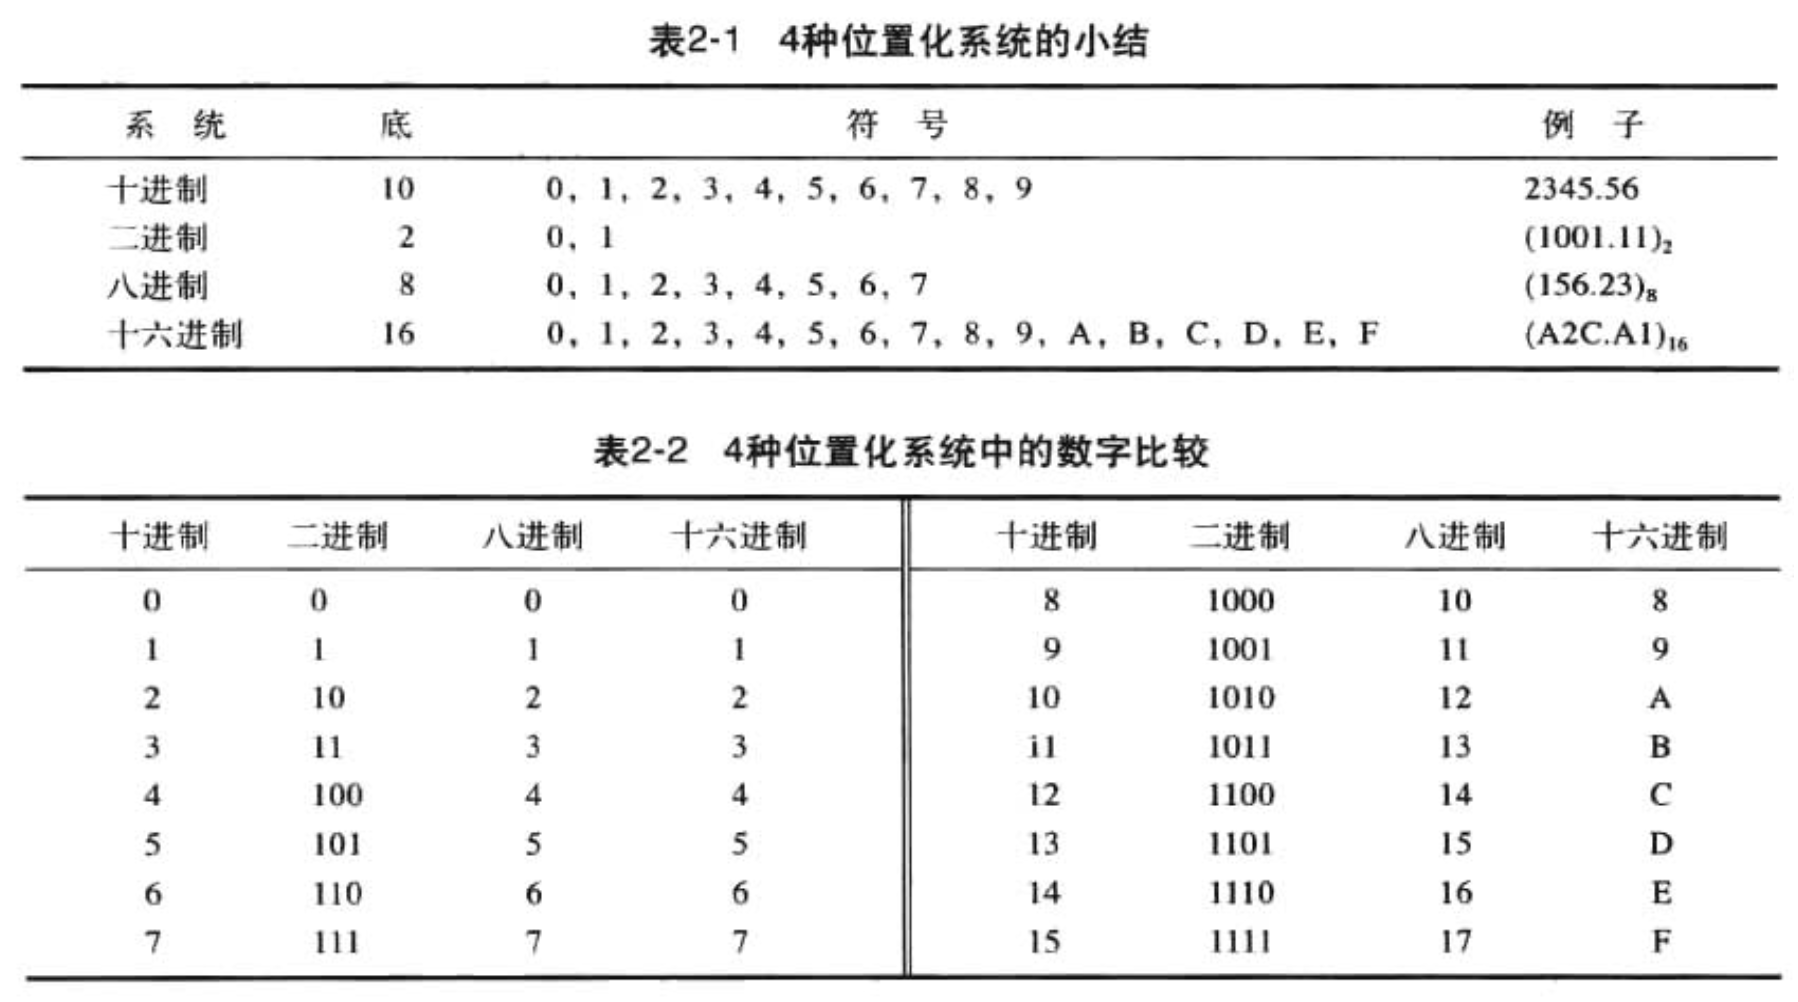 表2-1 4种位置化系统的小结
系 统 底 符 号 例 子
十进制 10 0, 1, 2, 3, 4, 5, 6, 7, 8, 9 2345.56
二进制 2 0, 1 (1001.11)₂
八进制 8 0, 1, 2, 3, 4, 5, 6, 7 (156.23)₈
十六进制 16 0, 1, 2, 3, 4, 5, 6, 7, 8, 9, A, B, C, D, E, F (A2C.A1)₁₆
表2-2 4种位置化系统中的数字比较
十进制 二进制 八进制 十六进制 十进制 二进制 八进制 十六进制
0 0 0 0 8 1000 10 8
1 1 1 1 9 1001 11 9
2 10 2 2 10 1010 12 A
3 11 3 3 11 1011 13 B
4 100 4 4 12 1100 14 C
5 101 5 5 13 1101 15 D
6 110 6 6 14 1110 16 E
7 111 7 7 15 1111 17 F